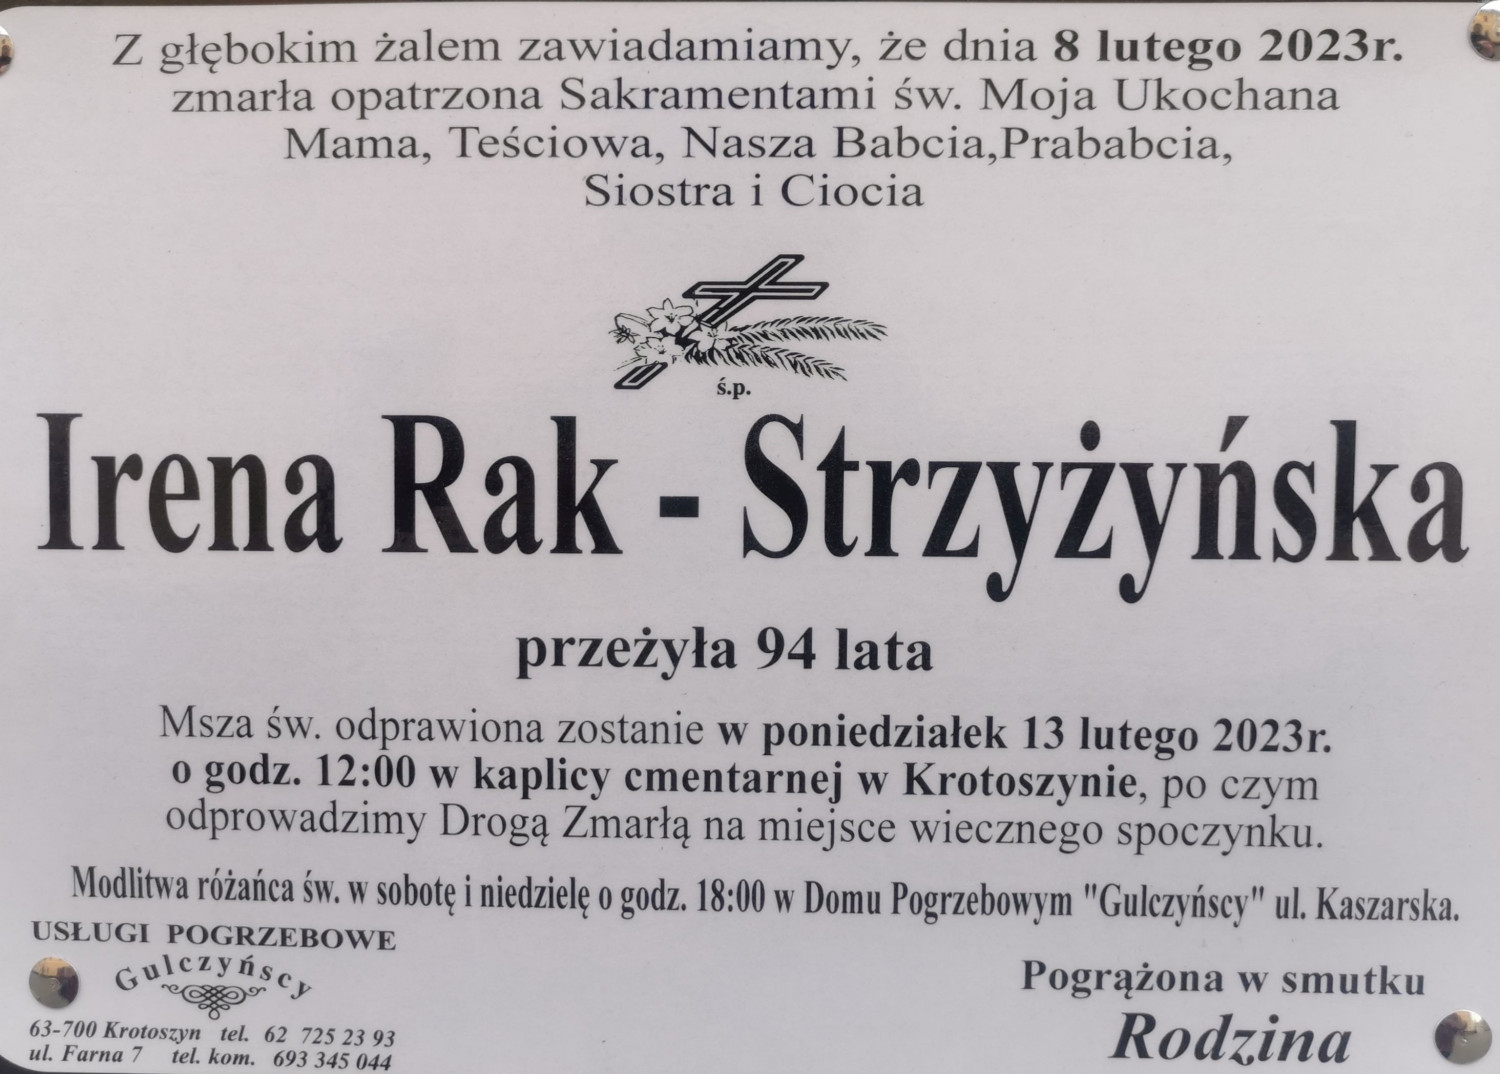 Z głębokim żalem zawiadamiamy, że dnia 8 lutego 2023r.
zmarła opatrzona Sakramentami św. Moja Ukochana
Mama, Teściowa, Nasza Babcia,Prababcia,
Siostra i Ciocia
ś.p.
Irena Rak - Strzyżyńska
przeżyła 94 lata
Msza św. odprawiona zostanie w poniedziałek 13 lutego 2023r.
o godz. 12:00 w kaplicy cmentarnej w Krotoszynie, po czym
odprowadzimy Drogą Zmarłą na miejsce wiecznego spoczynku.
Modlitwa różańca św. w sobotę i niedzielę o godz. 18:00 w Domu Pogrzebowym "Gulczyńscy" ul. Kaszarska.
USŁUGI POGRZEBOWE
Gulczyńscy
63-700 Krotoszyn tel. 62 725 23 93
ul. Farna 7 tel. kom. 693 345 044
Pogrążona w smutku
Rodzina